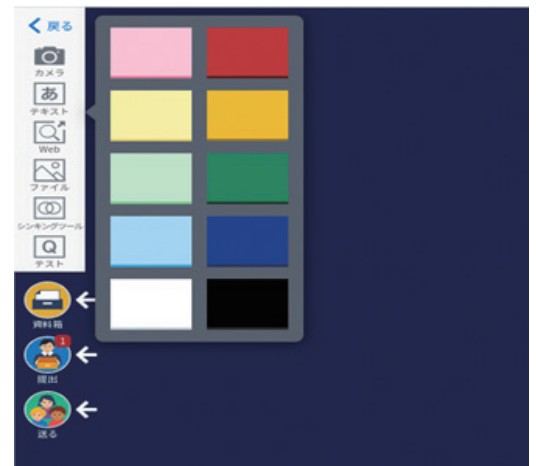 戻る
カメラ
あ
テキスト
Web
ファイル
シンキングツール
Q
テスト
資料箱
1
提出
送る